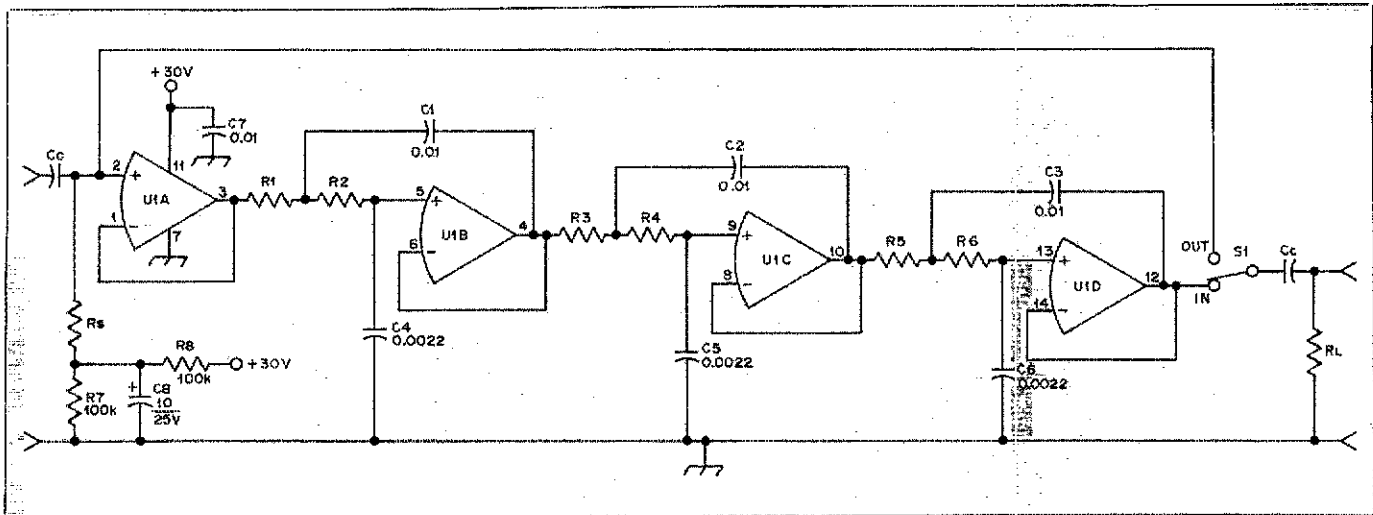 +30V
C7
0.01
Cc
2
+
11
U1A
3
1
-
7
R1
R2
C1
0.01
5
+
U1B
4
6
-
R3
R4
C2
0.01
9
+
U1C
10
8
-
R5
R6
C3
0.01
13
+
U1D
12
14
-
OUT
S1
IN
Cc
RL
Rs
R8
100k
+30V
R7
100k
+
C8
10
25V
C4
0.0022
C5
0.0022
C6
0.0022